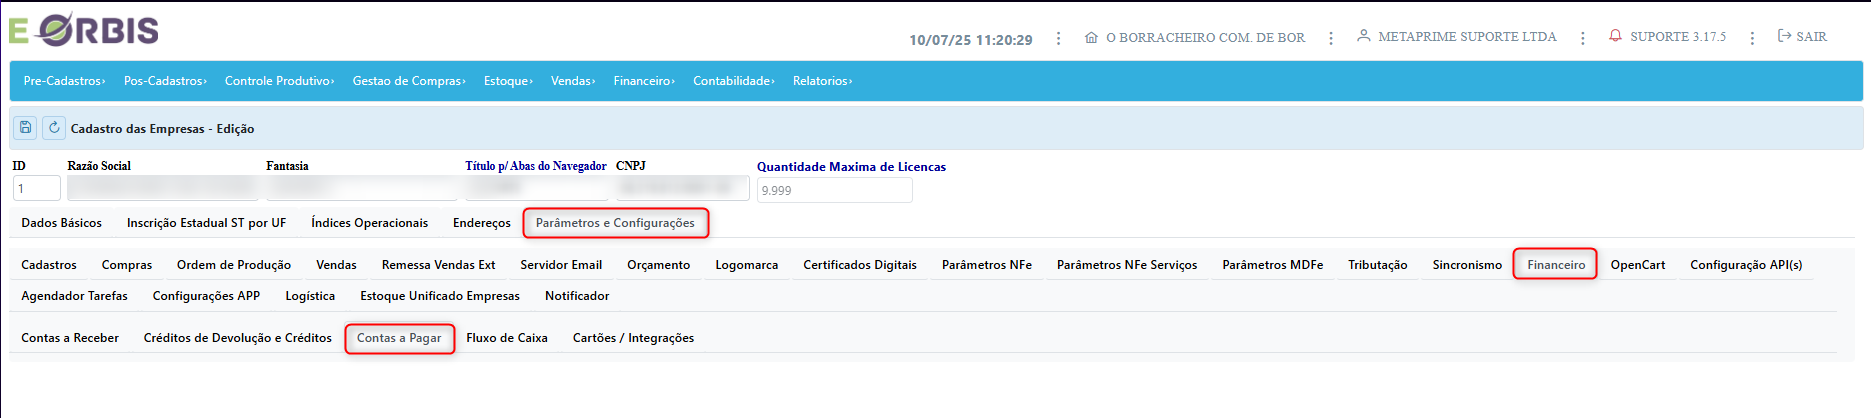 E ORBIS
10/07/25 11:20:29 O BORRACHEIRO COM. DE BOR METAPRIME SUPORTE LTDA SUPORTE 3.17.5 SAIR
Pre-Cadastros› Pos-Cadastros› Controle Produtivo› Gestao de Compras› Estoque› Vendas› Financeiro› Contabilidade› Relatorios›
Cadastro das Empresas - Edição
ID Razão Social Fantasia Título p/ Abas do Navegador CNPJ Quantidade Maxima de Licencas
1 9.999
Dados Básicos Inscrição Estadual ST por UF Índices Operacionais Endereços Parâmetros e Configurações
Cadastros Compras Ordem de Produção Vendas Remessa Vendas Ext Servidor Email Orçamento Logomarca Certificados Digitais Parâmetros NFe Parâmetros NFe Serviços Parâmetros MDFe Tributação Sincronismo Financeiro OpenCart Configuração API(s)
Agendador Tarefas Configurações APP Logística Estoque Unificado Empresas Notificador
Contas a Receber Créditos de Devolução e Créditos Contas a Pagar Fluxo de Caixa Cartões / Integrações